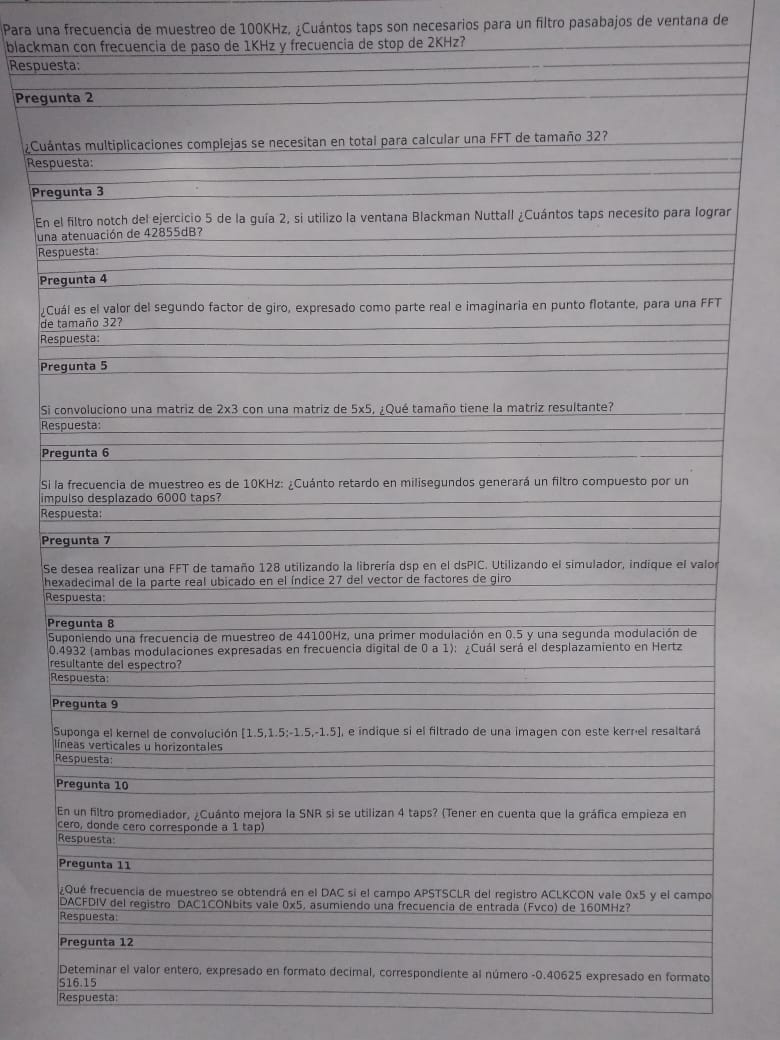 Para una frecuencia de muestreo de 100KHz, ¿Cuántos taps son necesarios para un filtro pasabajos de ventana de
blackman con frecuencia de paso de 1KHz y frecuencia de stop de 2KHz?
Respuesta:
Pregunta 2
¿Cuántas multiplicaciones complejas se necesitan en total para calcular una FFT de tamaño 32?
Respuesta:
Pregunta 3
En el filtro notch del ejercicio 5 de la guía 2, si utilizo la ventana Blackman Nuttall ¿Cuántos taps necesito para lograr
una atenuación de 42855dB?
Respuesta:
Pregunta 4
¿Cuál es el valor del segundo factor de giro, expresado como parte real e imaginaria en punto flotante, para una FFT
de tamaño 32?
Respuesta:
Pregunta 5
Si convoluciono una matriz de 2x3 con una matriz de 5x5, ¿Qué tamaño tiene la matriz resultante?
Respuesta:
Pregunta 6
Si la frecuencia de muestreo es de 10KHz: ¿Cuánto retardo en milisegundos generará un filtro compuesto por un
impulso desplazado 6000 taps?
Respuesta:
Pregunta 7
Se desea realizar una FFT de tamaño 128 utilizando la librería dsp en el dsPIC. Utilizando el simulador, indique el valor
hexadecimal de la parte real ubicado en el índice 27 del vector de factores de giro
Respuesta:
Pregunta 8
Suponiendo una frecuencia de muestreo de 44100Hz, una primer modulación en 0.5 y una segunda modulación de
0.4932 (ambas modulaciones expresadas en frecuencia digital de 0 a 1): ¿Cuál será el desplazamiento en Hertz
resultante del espectro?
Respuesta:
Pregunta 9
Suponga el kernel de convolución [1.5,1.5;-1.5,-1.5], e indique si el filtrado de una imagen con este kernel resaltará
líneas verticales u horizontales
Respuesta:
Pregunta 10
En un filtro promediador, ¿Cuánto mejora la SNR si se utilizan 4 taps? (Tener en cuenta que la gráfica empieza en
cero, donde cero corresponde a 1 tap)
Respuesta:
Pregunta 11
¿Qué frecuencia de muestreo se obtendrá en el DAC si el campo APSTSCLR del registro ACLKCON vale 0x5 y el campo
DACFDIV del registro DAC1CONbits vale 0x5, asumiendo una frecuencia de entrada (Fvco) de 160MHz?
Respuesta:
Pregunta 12
Deteminar el valor entero, expresado en formato decimal, correspondiente al número -0.40625 expresado en formato
S16.15
Respuesta: